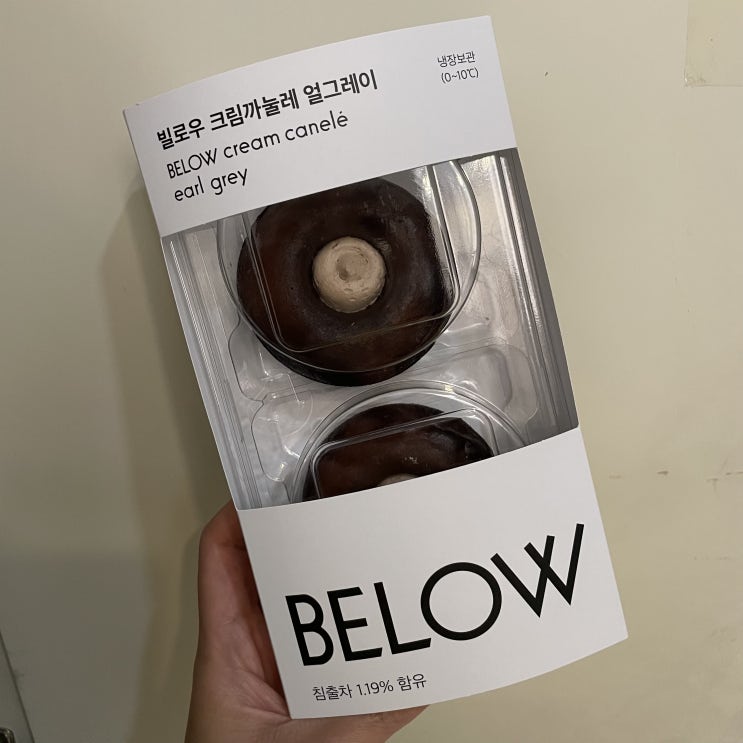 냉장보관
(0~10℃)
빌로우 크림까눌레 얼그레이
BELOW cream canelé
earl grey
BELOW
침출차 1.19% 함유